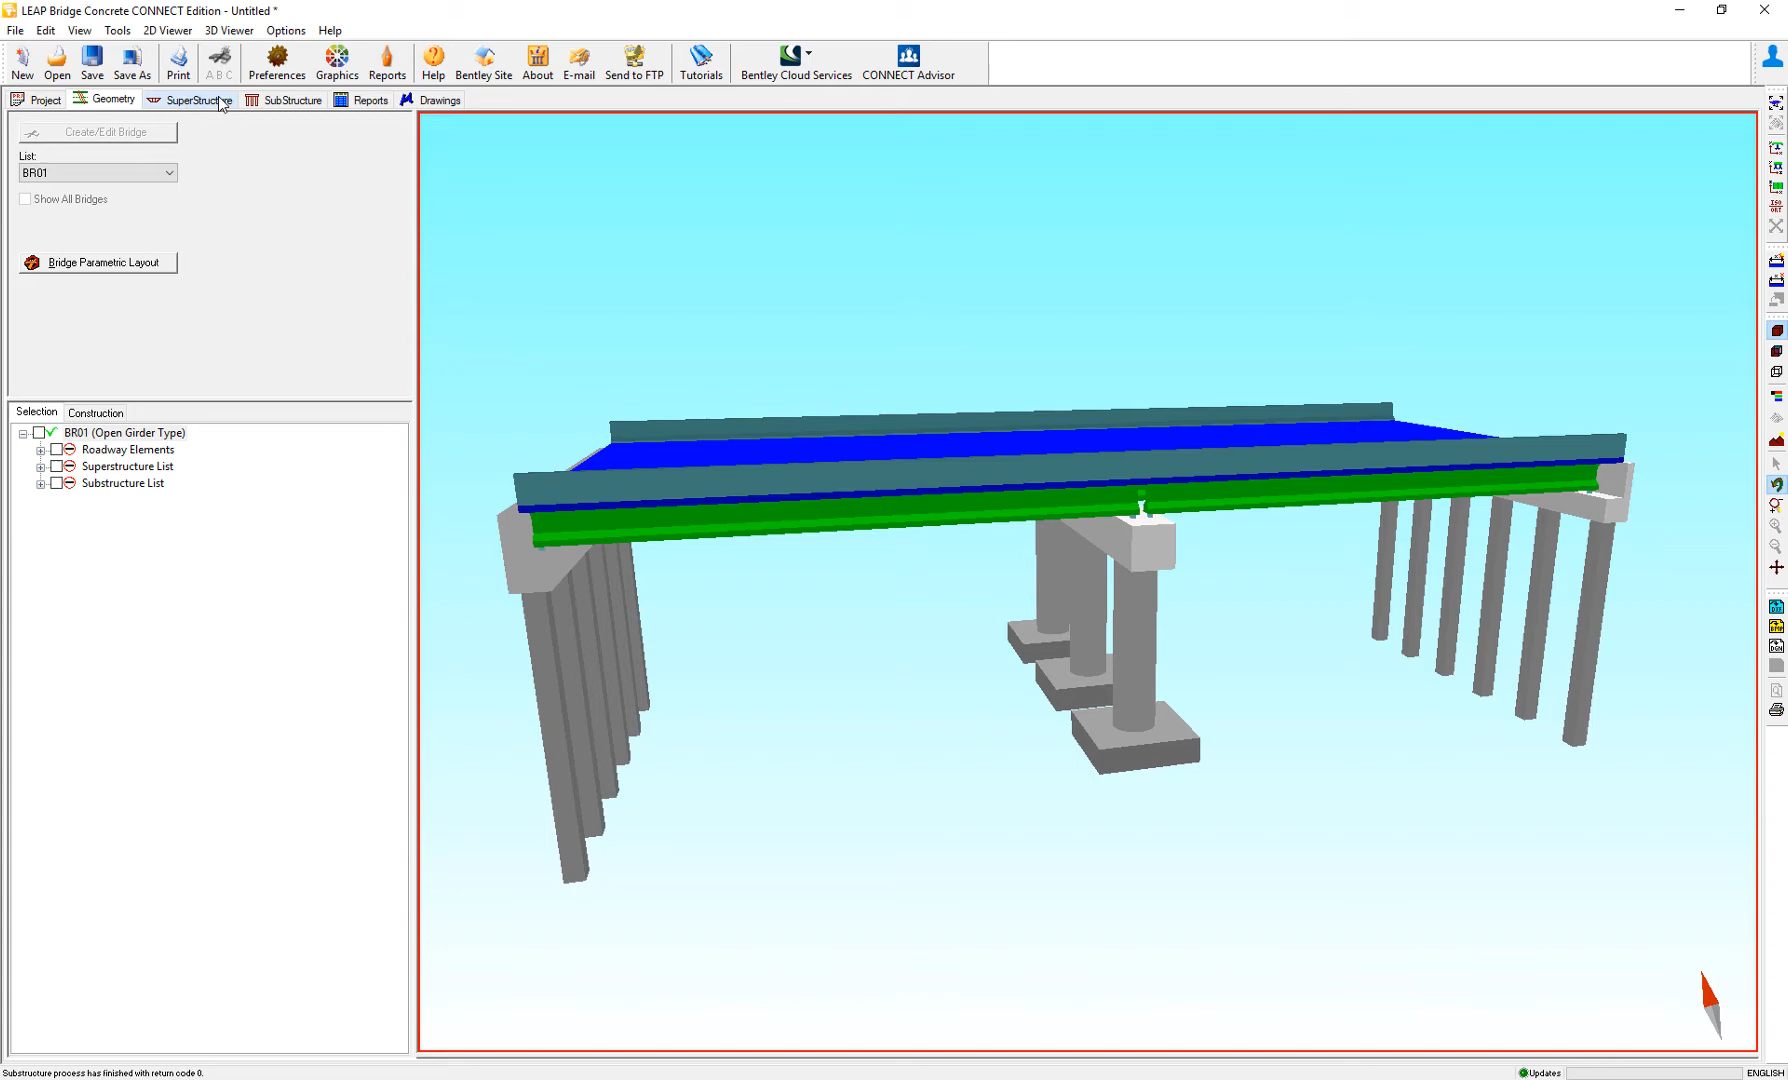 LEAP Bridge Concrete CONNECT Edition - Untitled *
File Edit View Tools 2D Viewer 3D Viewer Options Help
New Open Save Save As Print A B C Preferences Graphics Reports Help Bentley Site About E-mail Send to FTP Tutorials Bentley Cloud Services CONNECT Advisor
Project Geometry SuperStructure SubStructure Reports Drawings
Create/Edit Bridge
List:
BR01
Show All Bridges
Bridge Parametric Layout
Selection Construction
BR01 (Open Girder Type)
Roadway Elements
Superstructure List
Substructure List
ISO
ORT
DGN
Substructure process has finished with return code 0.
Updates ENGLISH